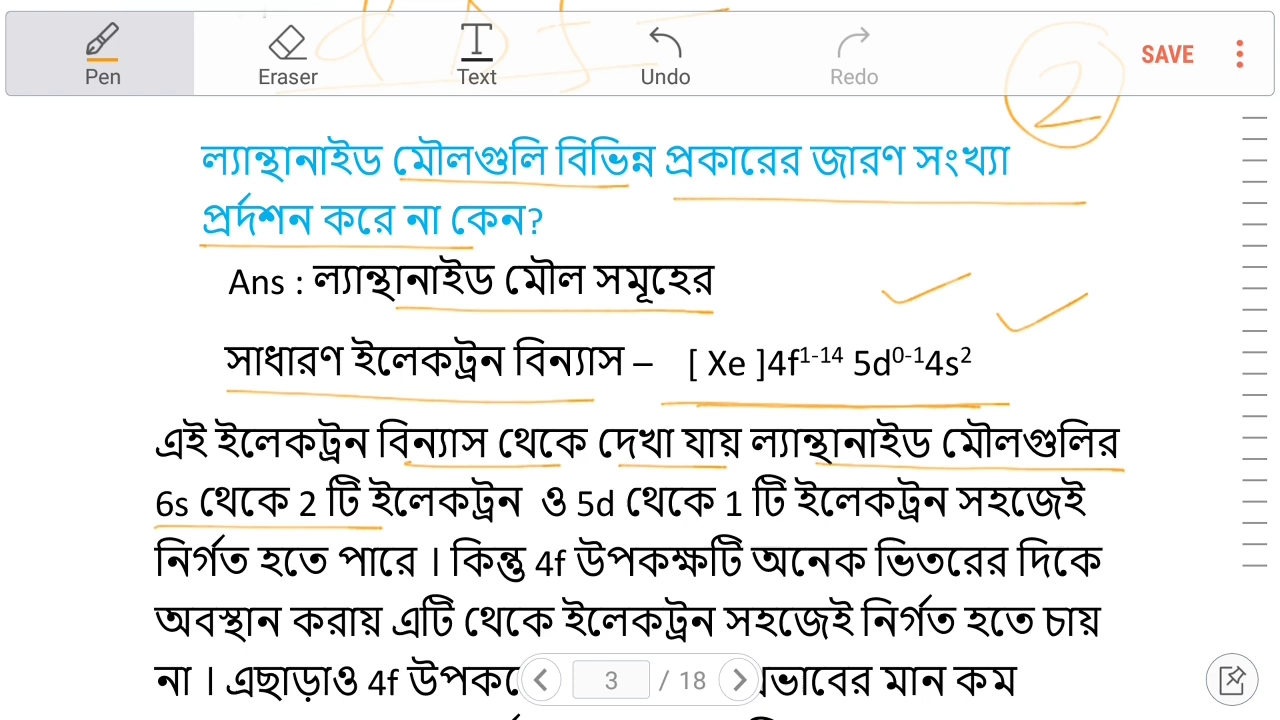 Pen
Eraser
Text
Undo
Redo
SAVE
2
ল্যান্থানাইড মৌলগুলি বিভিন্ন প্রকারের জারণ সংখ্যা
প্রর্দশন করে না কেন?
Ans : ল্যান্থানাইড মৌল সমূহের
সাধারণ ইলেকট্রন বিন্যাস – [ Xe ]4f¹⁻¹⁴ 5d⁰⁻¹4s²
এই ইলেকট্রন বিন্যাস থেকে দেখা যায় ল্যান্থানাইড মৌলগুলির
6s থেকে 2 টি ইলেকট্রন ও 5d থেকে 1 টি ইলেকট্রন সহজেই
নির্গত হতে পারে । কিন্তু 4f উপকক্ষটি অনেক ভিতরের দিকে
অবস্থান করায় এটি থেকে ইলেকট্রন সহজেই নির্গত হতে চায়
না । এছাড়াও 4f মান কম
3 / 18